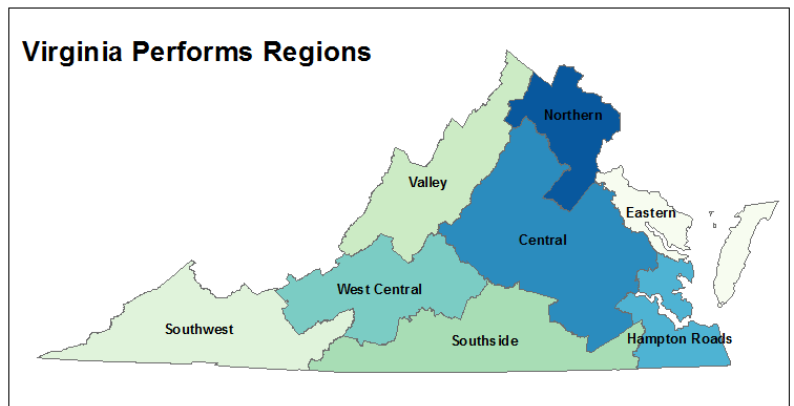 Virginia Performs Regions
Northern
Valley
Eastern
Central
West Central
Southwest
Southside
Hampton Roads